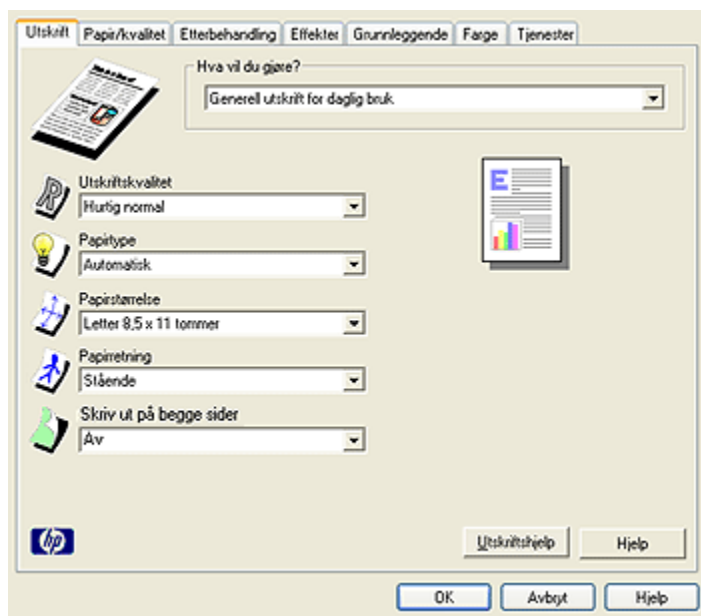 Utskrift Papir/kvalitet Etterbehandling Effekter Grunnleggende Farge Tjenester
Hva vil du gjøre?
Generell utskrift for daglig bruk
Utskriftskvalitet
Hurtig normal
Papirtype
Automatisk
Papirstørrelse
Letter 8,5 x 11 tommer
Papirretning
Stående
Skriv ut på begge sider
Av
hp
Utskriftshjelp Hjelp
OK Avbryt Hjelp